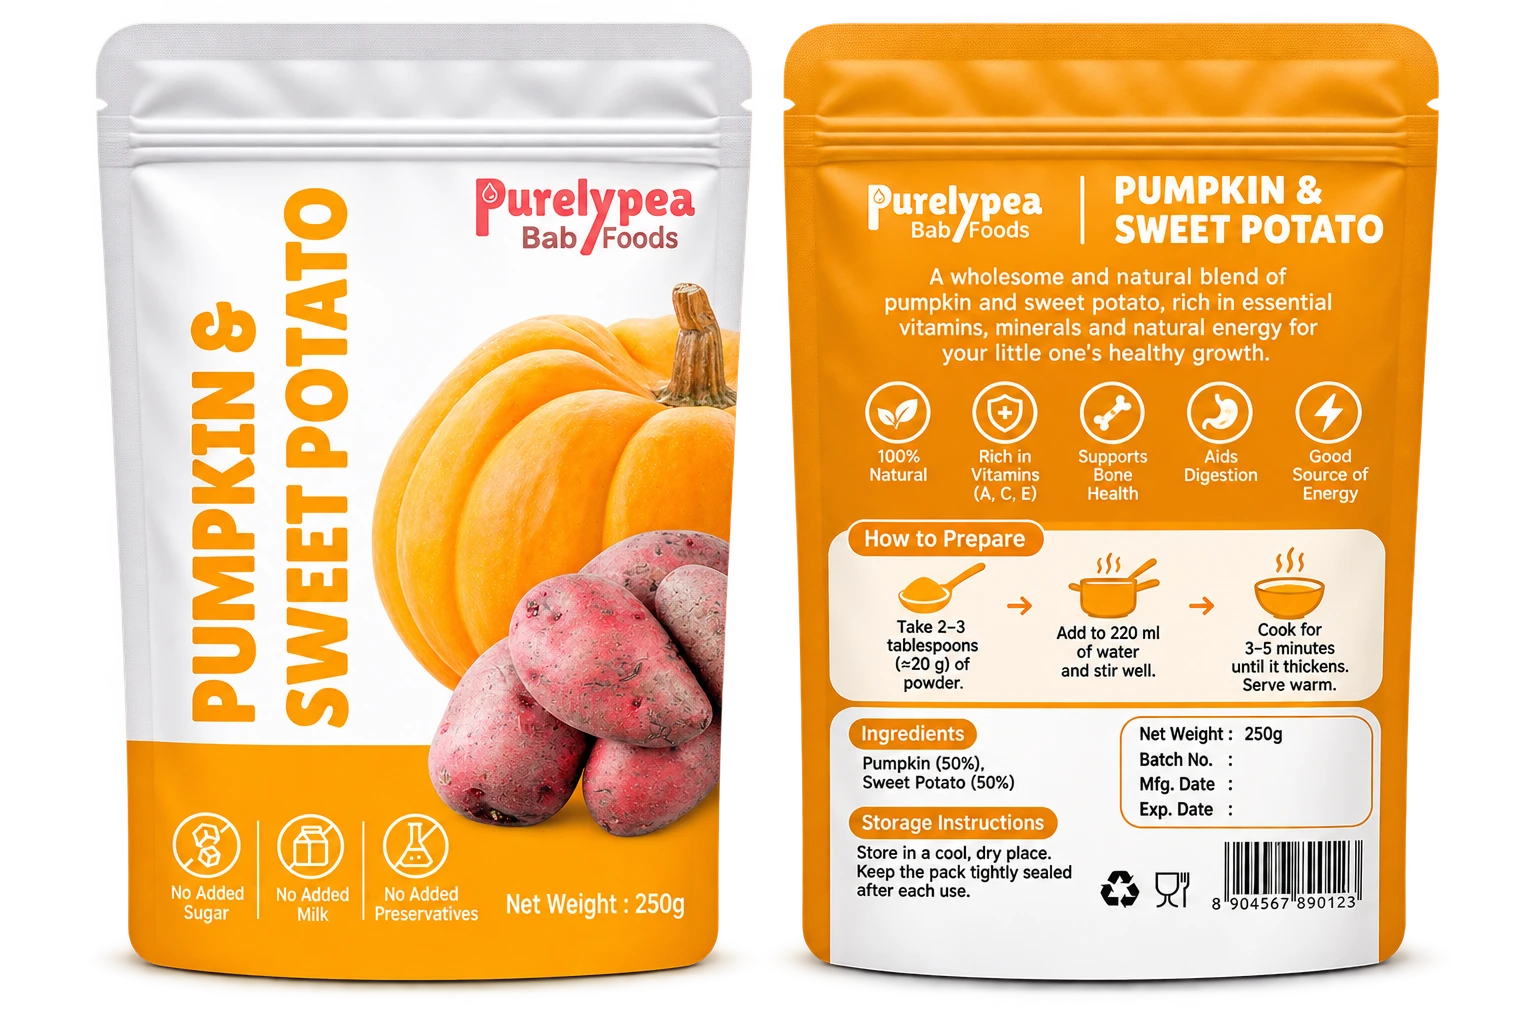 Purelypea
Baby Foods
PUMPKIN &
SWEET POTATO
No Added
Sugar
No Added
Milk
No Added
Preservatives
Net Weight : 250g
Purelypea
Baby Foods
PUMPKIN &
SWEET POTATO
A wholesome and natural blend of
pumpkin and sweet potato, rich in essential
vitamins, minerals and natural energy for
your little one's healthy growth.
100%
Natural
Rich in
Vitamins
(A, C, E)
Supports
Bone
Health
Aids
Digestion
Good
Source of
Energy
How to Prepare
Take 2–3
tablespoons
(≈20 g) of
powder.
Add to 220 ml
of water
and stir well.
Cook for
3–5 minutes
until it thickens.
Serve warm.
Ingredients
Pumpkin (50%),
Sweet Potato (50%)
Storage Instructions
Store in a cool, dry place.
Keep the pack tightly sealed
after each use.
Net Weight : 250g
Batch No. :
Mfg. Date :
Exp. Date :
8 904567 890123